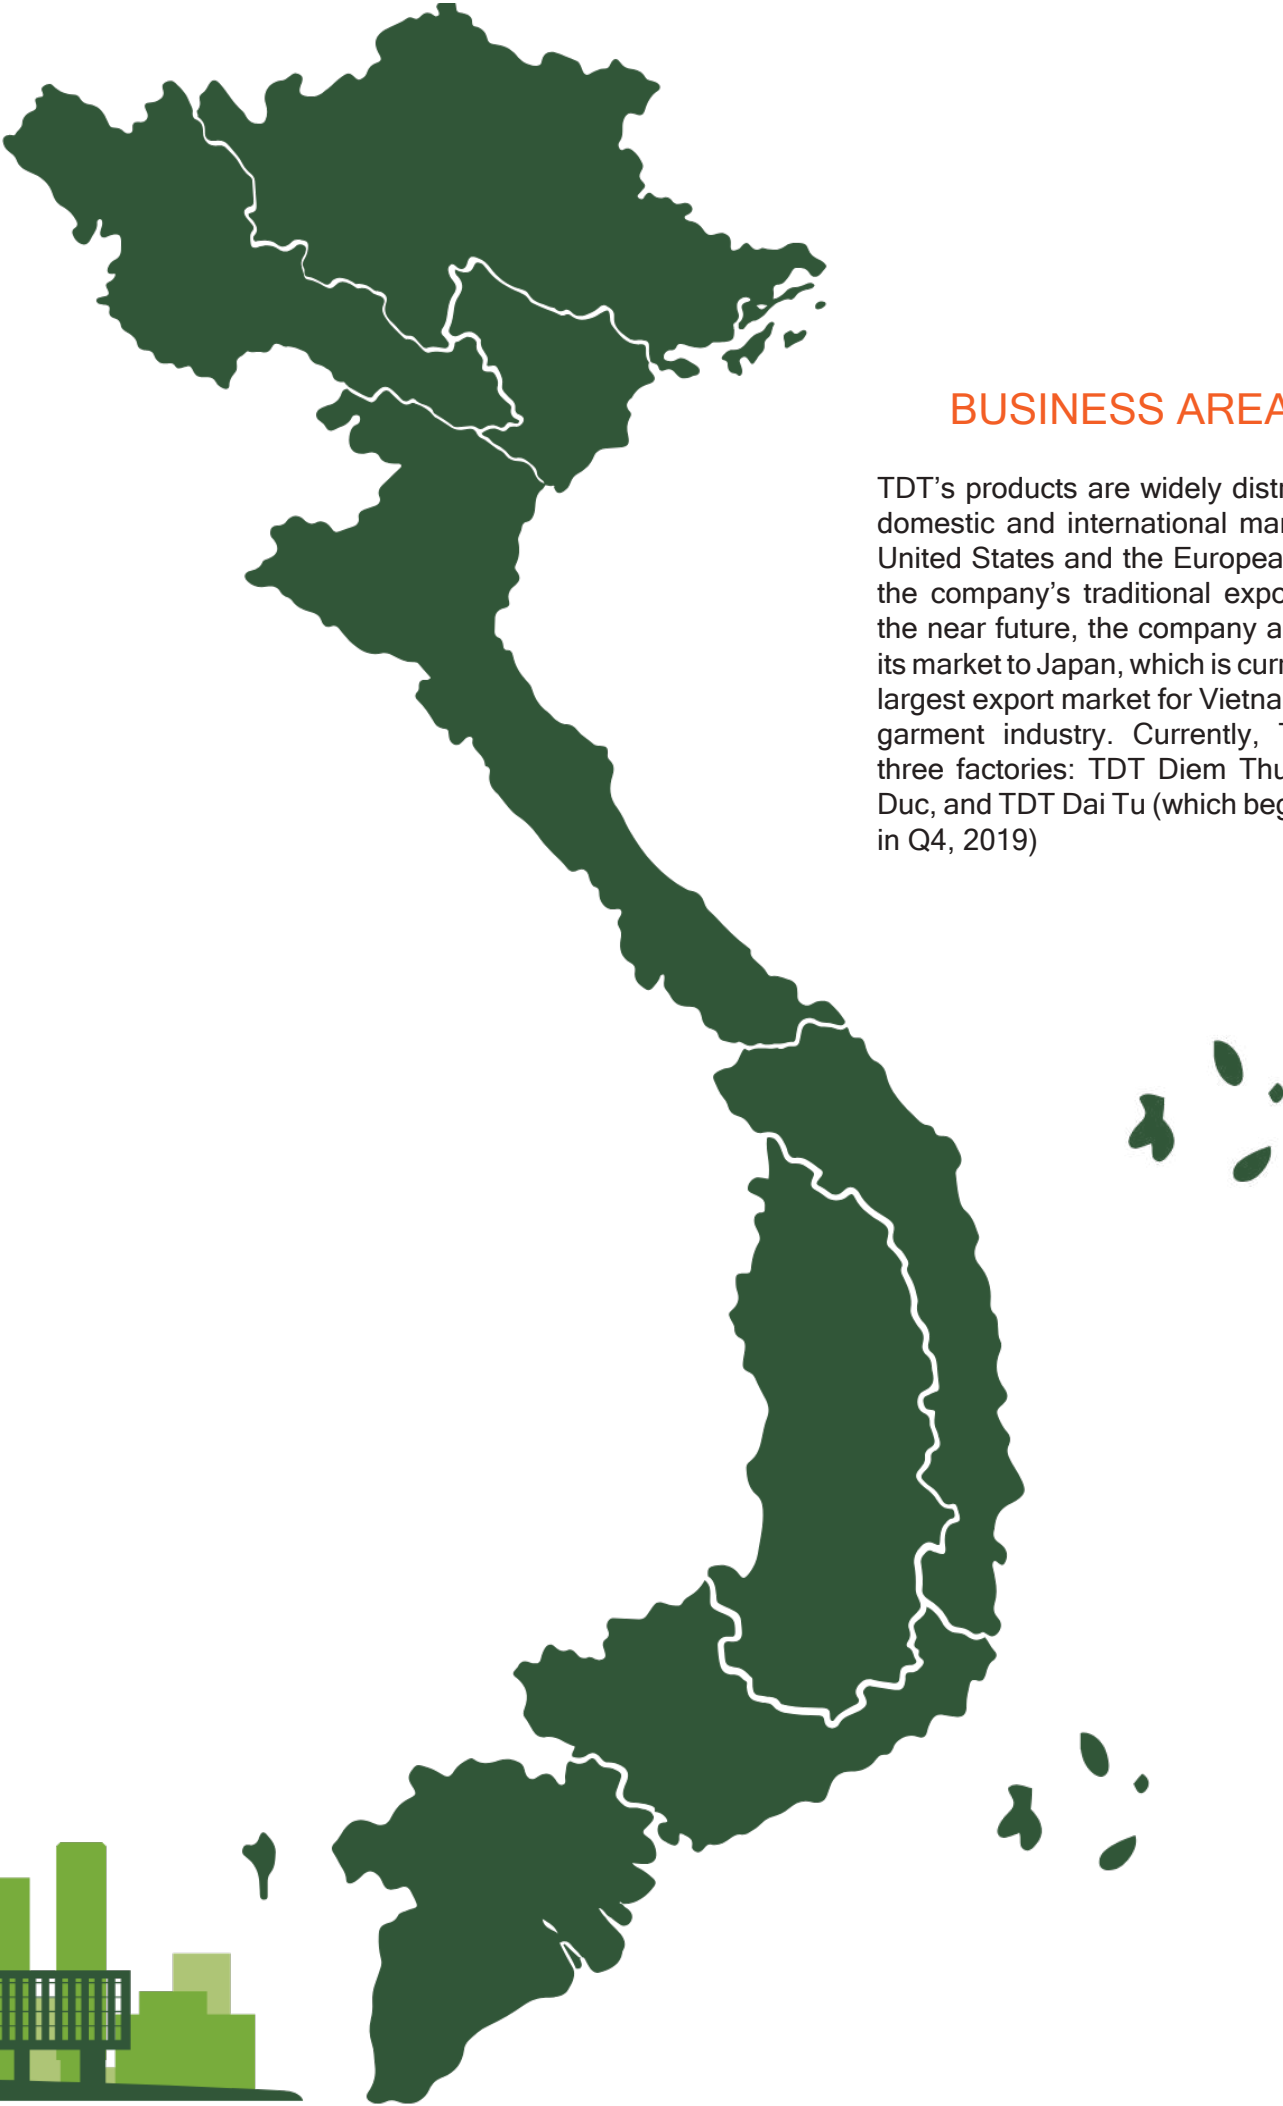 BUSINESS AREA
TDT's products are widely distr
domestic and international mar
United States and the Europea
the company's traditional expo
the near future, the company a
its market to Japan, which is curr
largest export market for Vietna
garment industry. Currently, T
three factories: TDT Diem Thu
Duc, and TDT Dai Tu (which beg
in Q4, 2019)